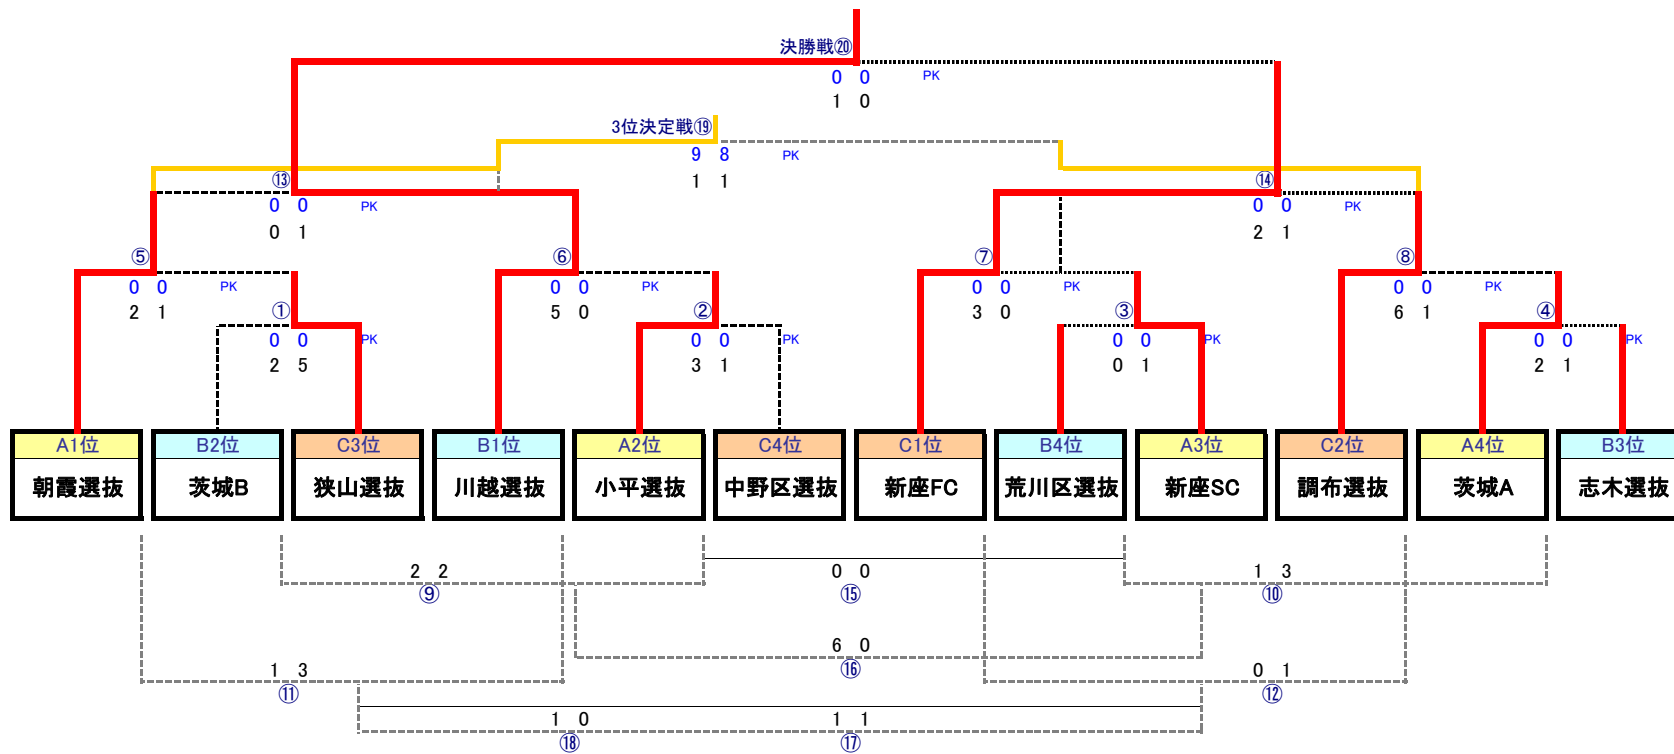 決勝戦⑳
0 0 PK
1 0
3位決定戦⑲
9 8 PK
1 1
⑬ ⑭
0 0 PK 0 0 PK
0 1 2 1
⑤ ⑥ ⑦ ⑧
0 0 PK 0 0 PK 0 0 PK 0 0 PK
2 1 5 0 3 0 6 1
① ② ③ ④
0 0 PK 0 0 PK 0 0 PK 0 0 PK
2 5 3 1 0 1 2 1
A1位 B2位 C3位 B1位 A2位 C4位 C1位 B4位 A3位 C2位 A4位 B3位
朝霞選抜 茨城B 狭山選抜 川越選抜 小平選抜 中野区選抜 新座FC 荒川区選抜 新座SC 調布選抜 茨城A 志木選抜
2 2 0 0 1 3
⑨ ⑮ ⑩
6 0
⑯
1 3 0 1
⑪ ⑫
1 0 1 1
⑱ ⑰